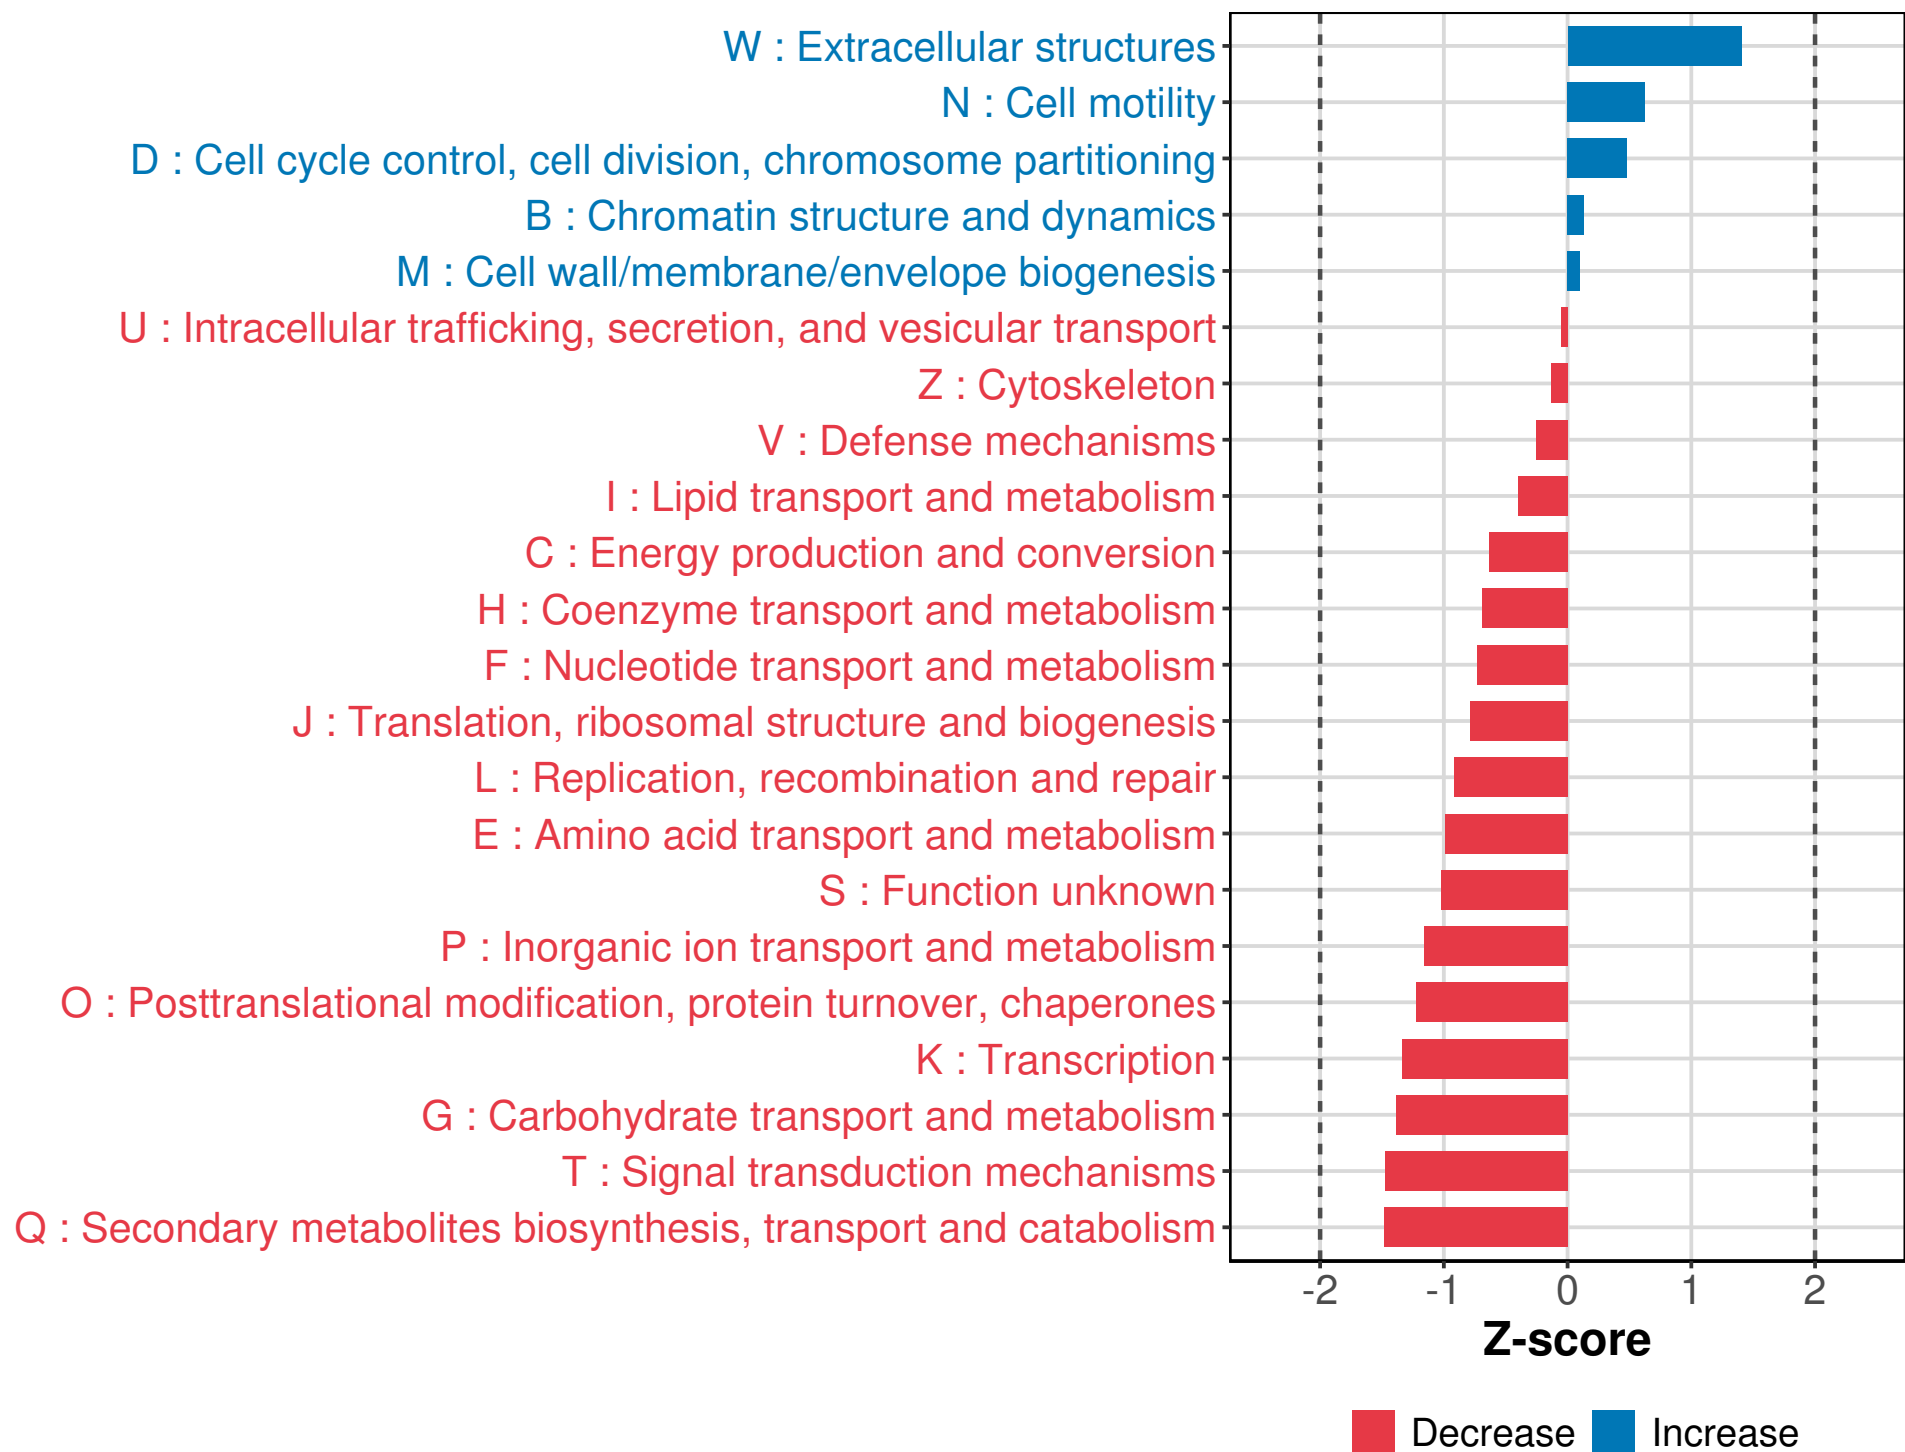 W : Extracellular structures
N : Cell motility
D : Cell cycle control, cell division, chromosome partitioning
B : Chromatin structure and dynamics
M : Cell wall/membrane/envelope biogenesis
U : Intracellular trafficking, secretion, and vesicular transport
Z : Cytoskeleton
V : Defense mechanisms
I : Lipid transport and metabolism
C : Energy production and conversion
H : Coenzyme transport and metabolism
F : Nucleotide transport and metabolism
J : Translation, ribosomal structure and biogenesis
L : Replication, recombination and repair
E : Amino acid transport and metabolism
S : Function unknown
P : Inorganic ion transport and metabolism
O : Posttranslational modification, protein turnover, chaperones
K : Transcription
G : Carbohydrate transport and metabolism
T : Signal transduction mechanisms
Q : Secondary metabolites biosynthesis, transport and catabolism
-2 -1 0 1 2
Z-score
Decrease Increase